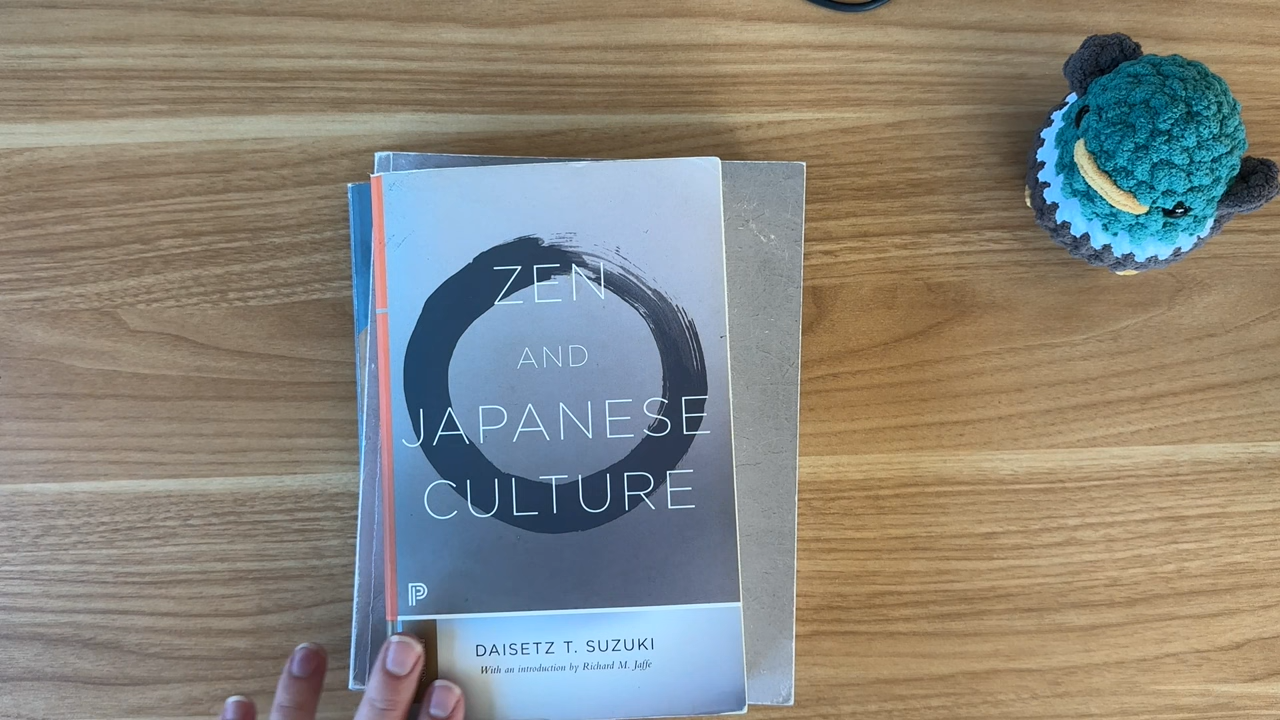 ZEN
AND
JAPANESE
CULTURE
DAISETZ T. SUZUKI
With an introduction by Richard M. Jaffe